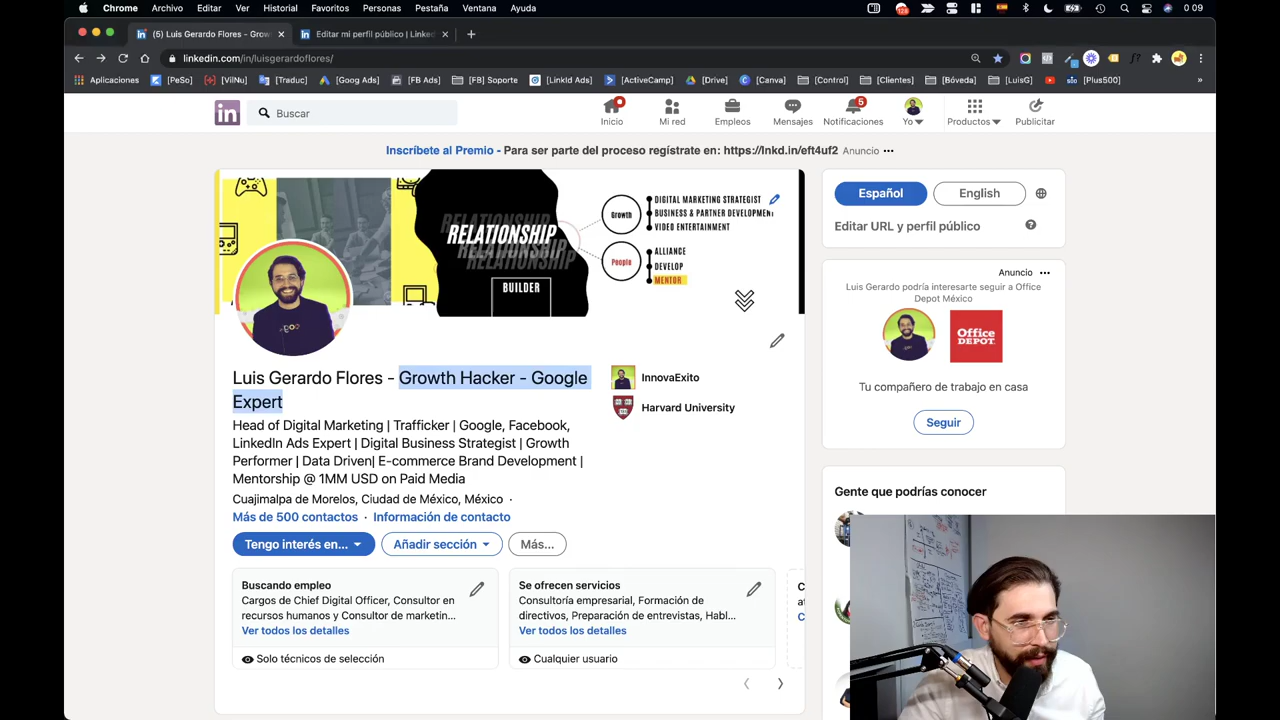 Chrome Archivo Editar Ver Historial Favoritos Personas Pestaña Ventana Ayuda 0 09
(5) Luis Gerardo Flores - Grow
Editar mi perfil público | Linked
linkedin.com/in/luisgerardoflores/
Aplicaciones [PeSo] [VilNu] [Traduc] [Goog Ads] [FB Ads] [FB] Soporte [LinkId Ads] [ActiveCamp] [Drive] [Canva] [Control] [Clientes] [Bóveda] [LuisG] [Plus500] »
in Buscar
Inicio Mi red Empleos Mensajes Notificaciones 5 Yo Productos Publicitar
Inscríbete al Premio - Para ser parte del proceso regístrate en: https://lnkd.in/eft4uf2 Anuncio
RELATIONSHIP
RELATIONSHIP
RELATIONSHIP
BUILDER
Growth
DIGITAL MARKETING STRATEGIST
BUSINESS & PARTNER DEVELOPMENT
VIDEO ENTERTAINMENT
People
ALLIANCE
DEVELOP
MENTOR
Luis Gerardo Flores - Growth Hacker - Google
Expert
InnovaExito
Harvard University
Head of Digital Marketing | Trafficker | Google, Facebook,
LinkedIn Ads Expert | Digital Business Strategist | Growth
Performer | Data Driven| E-commerce Brand Development |
Mentorship @ 1MM USD on Paid Media
Cuajimalpa de Morelos, Ciudad de México, México ·
Más de 500 contactos · Información de contacto
Tengo interés en... Añadir sección Más...
Buscando empleo
Cargos de Chief Digital Officer, Consultor en
recursos humanos y Consultor de marketin...
Ver todos los detalles
Solo técnicos de selección
Se ofrecen servicios
Consultoría empresarial, Formación de
directivos, Preparación de entrevistas, Habl...
Ver todos los detalles
Cualquier usuario
Español English
Editar URL y perfil público
Anuncio
Luis Gerardo podría interesarte seguir a Office
Depot México
Office
DEPOT
Tu compañero de trabajo en casa
Seguir
Gente que podrías conocer